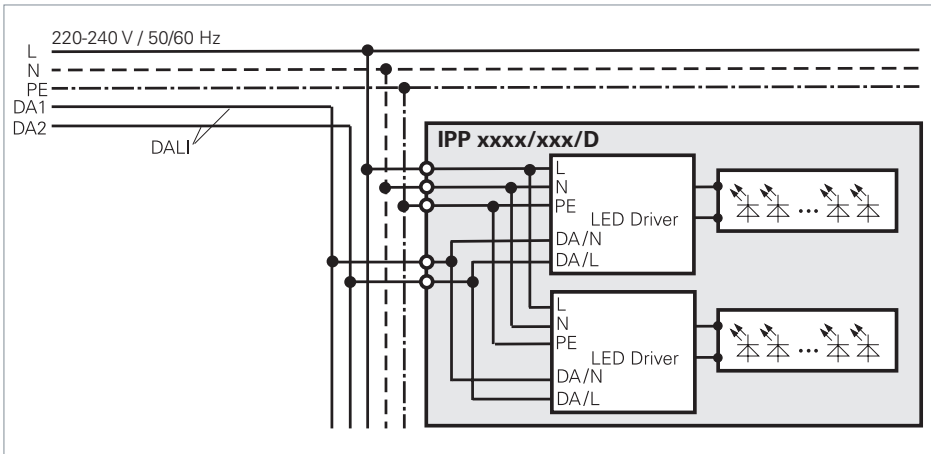 220-240 V / 50/60 Hz
L
N
PE
DA1
DA2
DALI
IPP xxxx/xxx/D
L
N
PE
LED Driver
DA/N
DA/L
...
L
N
PE
LED Driver
DA/N
DA/L
...